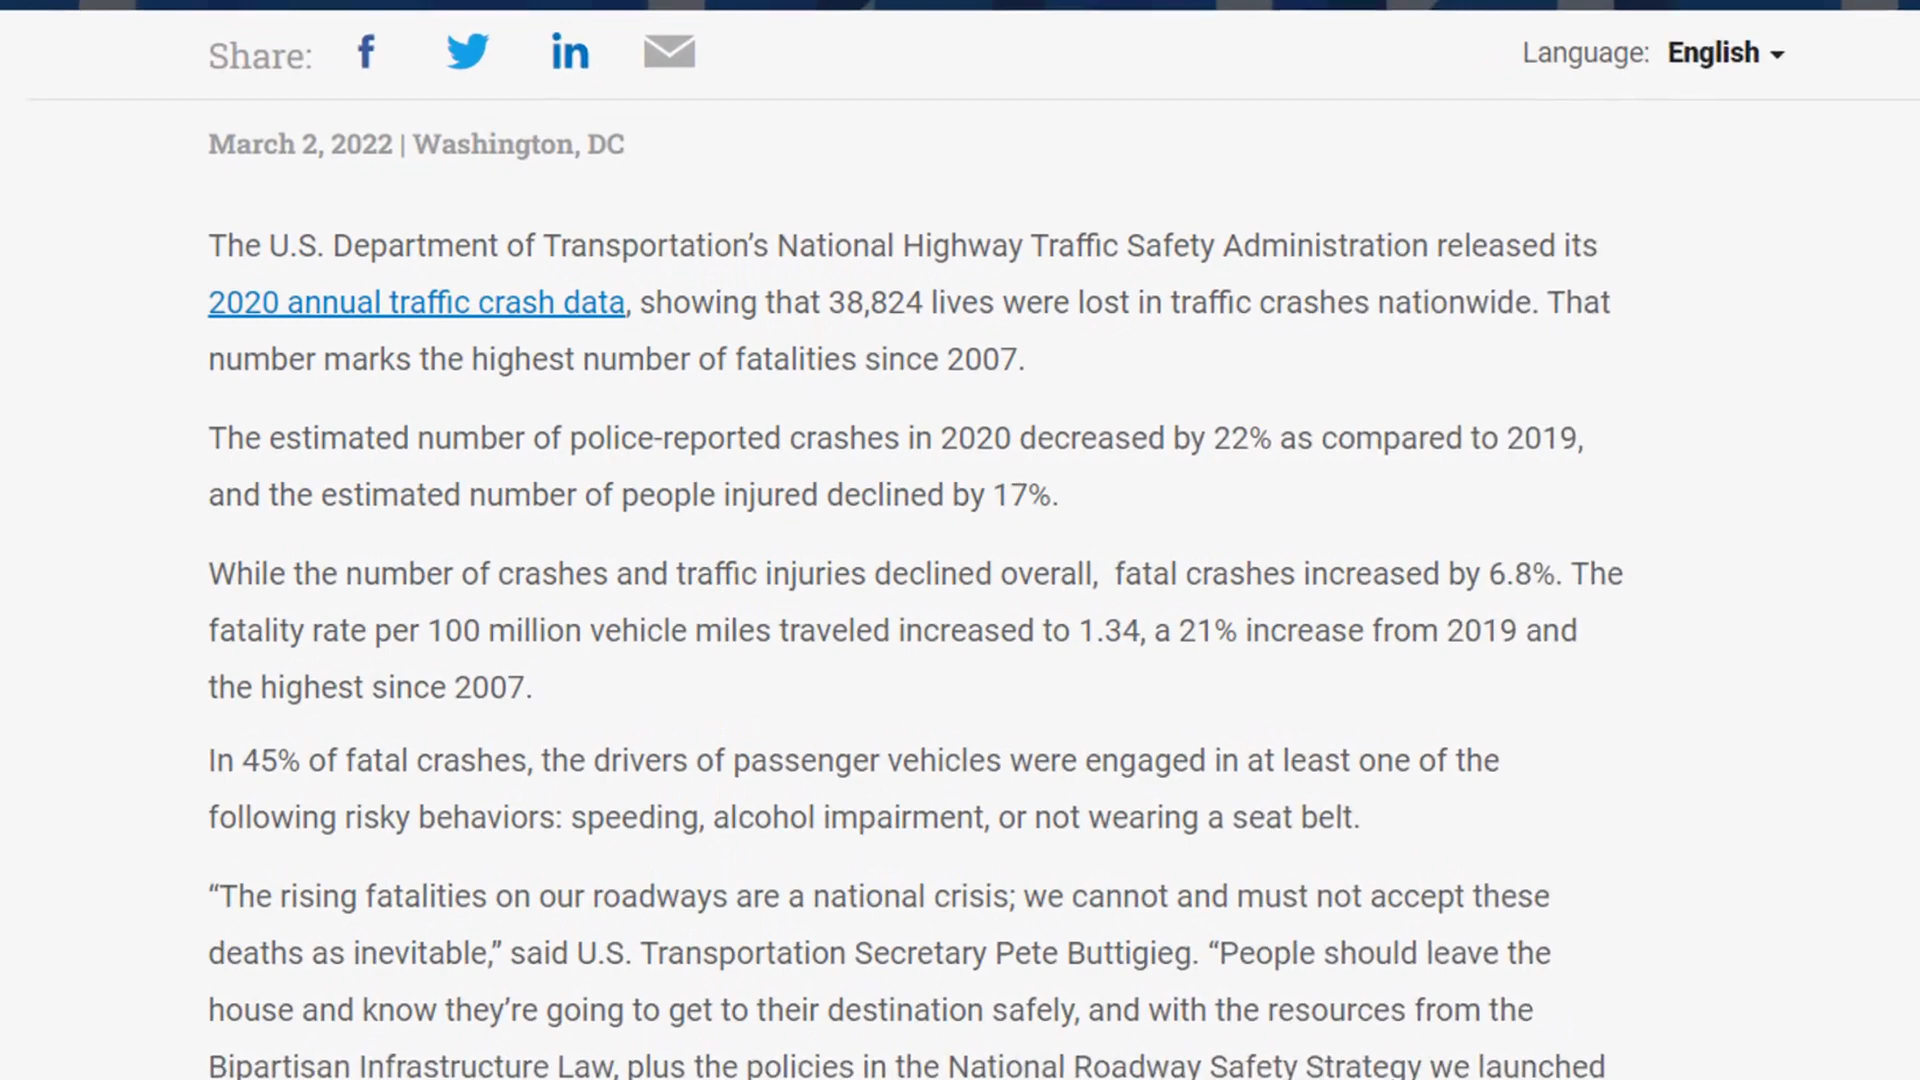 Share:
Language: English
March 2, 2022 | Washington, DC
The U.S. Department of Transportation’s National Highway Traffic Safety Administration released its
2020 annual traffic crash data, showing that 38,824 lives were lost in traffic crashes nationwide. That
number marks the highest number of fatalities since 2007.
The estimated number of police-reported crashes in 2020 decreased by 22% as compared to 2019,
and the estimated number of people injured declined by 17%.
While the number of crashes and traffic injuries declined overall,  fatal crashes increased by 6.8%. The
fatality rate per 100 million vehicle miles traveled increased to 1.34, a 21% increase from 2019 and
the highest since 2007.
In 45% of fatal crashes, the drivers of passenger vehicles were engaged in at least one of the
following risky behaviors: speeding, alcohol impairment, or not wearing a seat belt.
“The rising fatalities on our roadways are a national crisis; we cannot and must not accept these
deaths as inevitable,” said U.S. Transportation Secretary Pete Buttigieg. “People should leave the
house and know they’re going to get to their destination safely, and with the resources from the
Bipartisan Infrastructure Law, plus the policies in the National Roadway Safety Strategy we launched